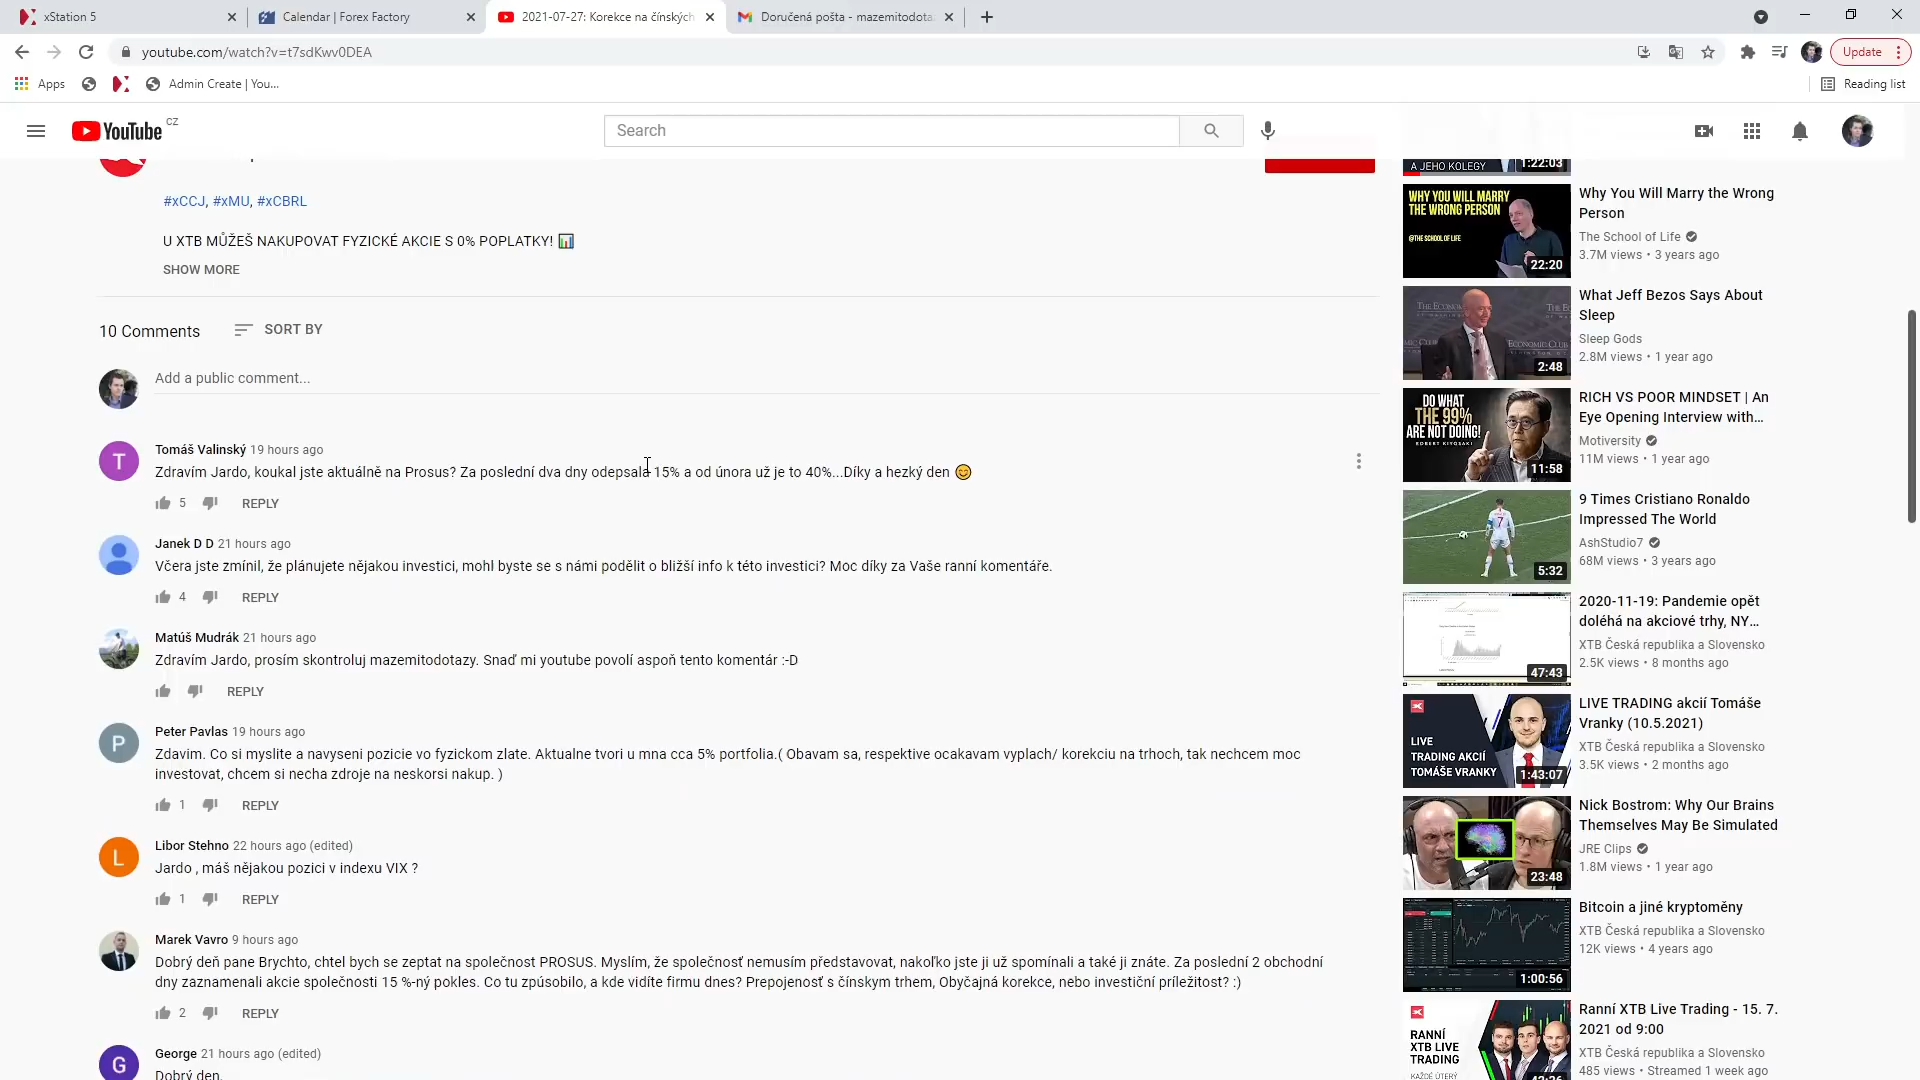 xStation 5
Calendar | Forex Factory
2021-07-27: Korekce na čínských
Doručená pošta - mazemitodota
youtube.com/watch?v=t7sdKwv0DEA
Update
Apps
Admin Create | You...
Reading list
YouTube CZ
Search
#xCCJ, #xMU, #xCBRL
U XTB MŮŽEŠ NAKUPOVAT FYZICKÉ AKCIE S 0% POPLATKY!
SHOW MORE
10 Comments
SORT BY
Add a public comment...
Tomáš Valinský 19 hours ago
Zdravím Jardo, koukal jste aktuálně na Prosus? Za poslední dva dny odepsala 15% a od února už je to 40%...Díky a hezký den
5 REPLY
Janek D D 21 hours ago
Včera jste zmínil, že plánujete nějakou investici, mohl byste se s námi podělit o bližší info k této investici? Moc díky za Vaše ranní komentáře.
4 REPLY
Matúš Mudrák 21 hours ago
Zdravím Jardo, prosím skontroluj mazemitodotazy. Snaď mi youtube povolí aspoň tento komentár :-D
REPLY
Peter Pavlas 19 hours ago
Zdavim. Co si myslite a navyseni pozicie vo fyzickom zlate. Aktualne tvori u mna cca 5% portfolia.( Obavam sa, respektive ocakavam vyplach/ korekciu na trhoch, tak nechcem moc
investovat, chcem si necha zdroje na neskorsi nakup. )
1 REPLY
Libor Stehno 22 hours ago (edited)
Jardo , máš nějakou pozici v indexu VIX ?
1 REPLY
Marek Vavro 9 hours ago
Dobrý deň pane Brychto, chtel bych se zeptat na společnost PROSUS. Myslím, že společnosť nemusím představovat, nakoľko jste ji už spomínali a také ji znáte. Za poslední 2 obchodní
dny zaznamenali akcie společnosti 15 %-ný pokles. Co tu způsobilo, a kde vidíte firmu dnes? Prepojenosť s čínskym trhem, Obyčajná korekce, nebo investiční príležitost? :)
2 REPLY
George 21 hours ago (edited)
Dobrý den,
A JEHO KOLEGY
1:22:03
WHY YOU WILL MARRY
THE WRONG PERSON
@THE SCHOOL OF LIFE
22:20
Why You Will Marry the Wrong
Person
The School of Life
3.7M views • 3 years ago
2:48
What Jeff Bezos Says About
Sleep
Sleep Gods
2.8M views • 1 year ago
DO WHAT
THE 99%
ARE NOT DOING!
ROBERT KIYOSAKI
11:58
RICH VS POOR MINDSET | An
Eye Opening Interview with...
Motiversity
11M views • 1 year ago
5:32
9 Times Cristiano Ronaldo
Impressed The World
AshStudio7
68M views • 3 years ago
47:43
2020-11-19: Pandemie opět
doléhá na akciové trhy, NY...
XTB Česká republika a Slovensko
2.5K views • 8 months ago
LIVE
TRADING AKCIÍ
TOMÁŠE VRANKY
1:43:07
LIVE TRADING akcií Tomáše
Vranky (10.5.2021)
XTB Česká republika a Slovensko
3.5K views • 2 months ago
23:48
Nick Bostrom: Why Our Brains
Themselves May Be Simulated
JRE Clips
1.8M views • 1 year ago
1:00:56
Bitcoin a jiné kryptoměny
XTB Česká republika a Slovensko
12K views • 4 years ago
RANNÍ
XTB LIVE
TRADING
KAŽDÉ ÚTERÝ
Ranní XTB Live Trading - 15. 7.
2021 od 9:00
XTB Česká republika a Slovensko
485 views • Streamed 1 week ago